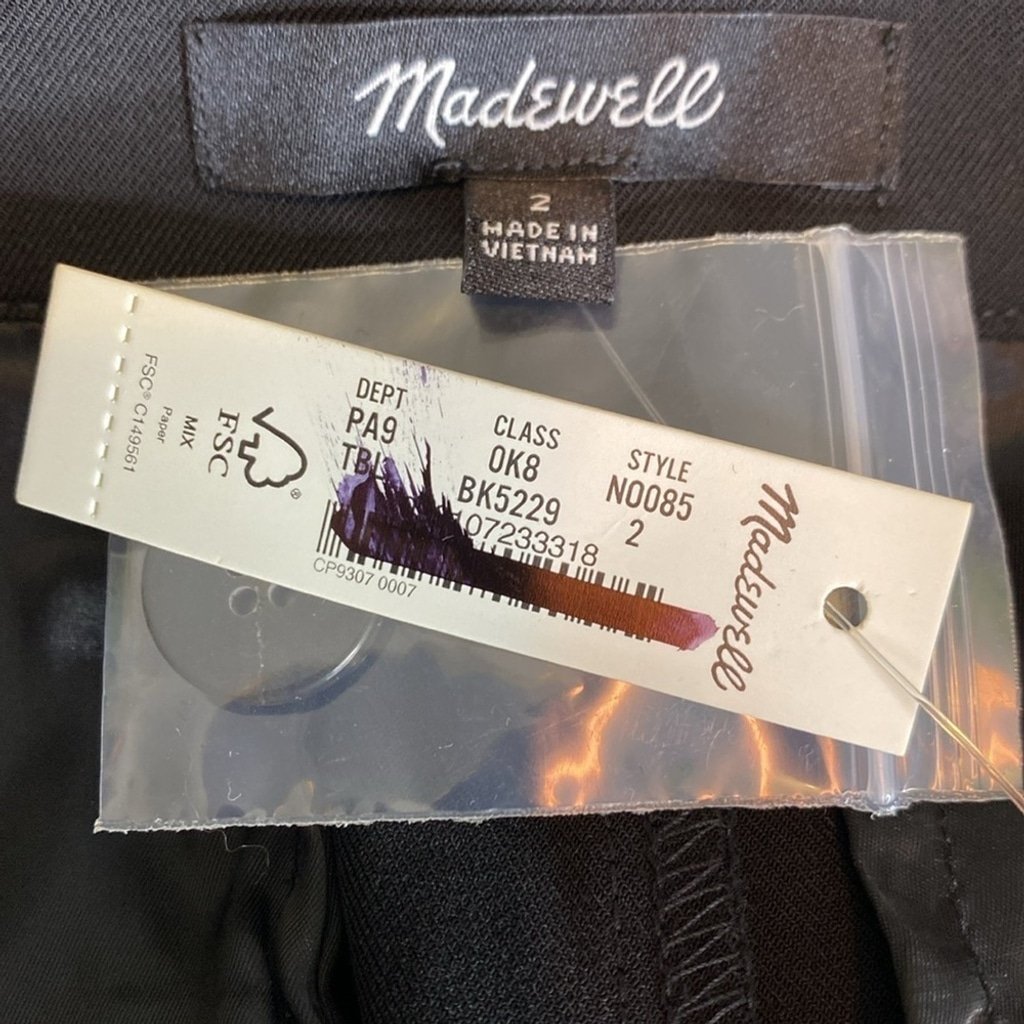 Madewell
2
MADE IN
VIETNAM
DEPT CLASS STYLE
PA9 0K8 N0085
BK5229 2
107233318
CP9307 0007
Madewell
FSC®
MIX
Paper
FSC® C149561